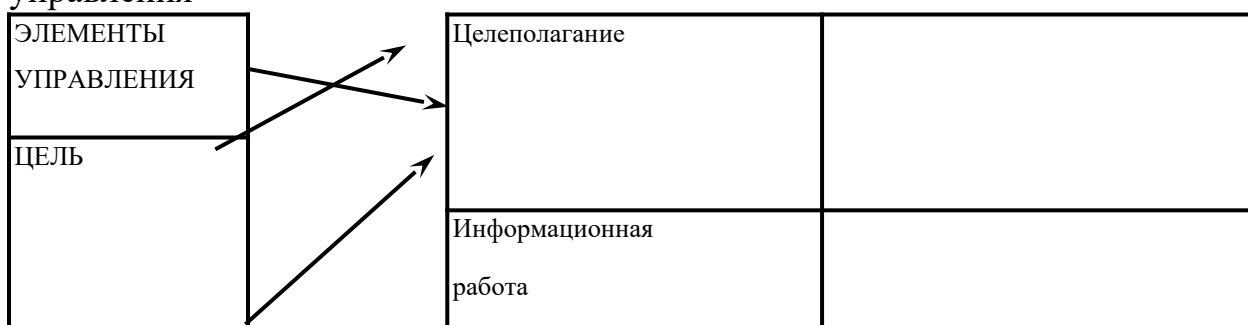 управления
ЭЛЕМЕНТЫ
УПРАВЛЕНИЯ
ЦЕЛЬ
Целеполагание
Информационная
работа